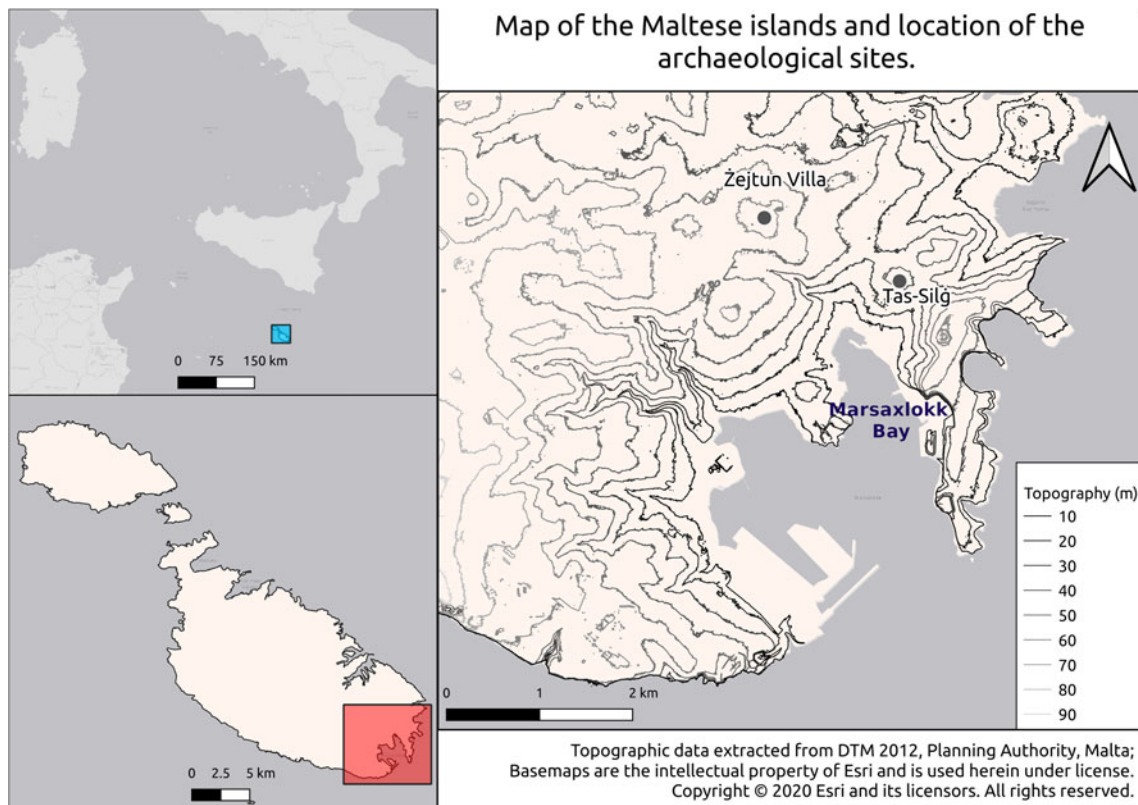 Map of the Maltese islands and location of the
archaeological sites.
0 75 150 km
0 2.5 5 km
Żejtun Villa
Tas-Silġ
Marsaxlokk
Bay
0 1 2 km
Topography (m)
10
20
30
40
50
60
70
80
90
Topographic data extracted from DTM 2012, Planning Authority, Malta;
Basemaps are the intellectual property of Esri and is used herein under license.
Copyright © 2020 Esri and its licensors. All rights reserved.